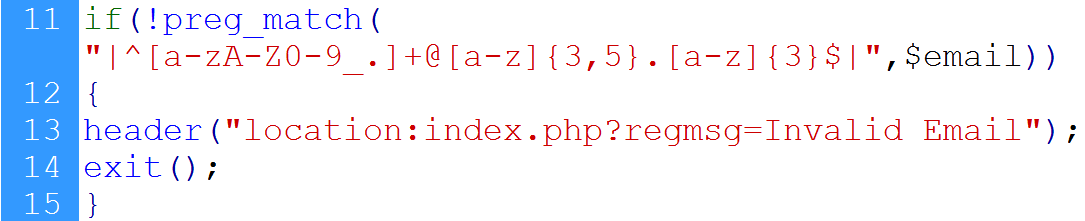 11 if(!preg_match(
"|^[a-zA-Z0-9_.]+@[a-z]{3,5}.[a-z]{3}$|",$email))
12 {
13 header("location:index.php?regmsg=Invalid Email");
14 exit();
15 }